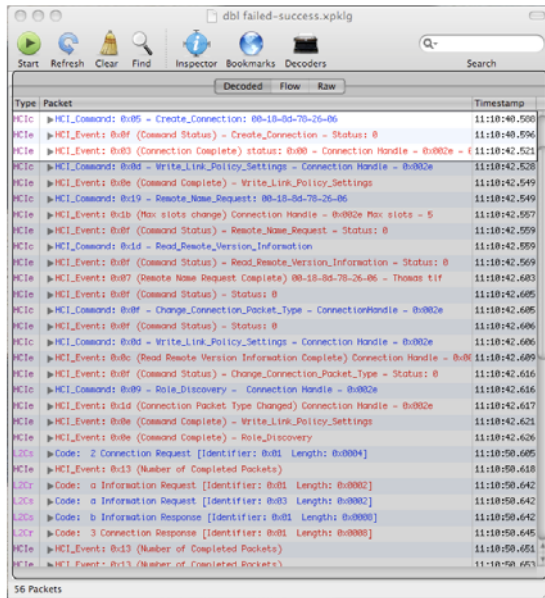 dbl failed-success.xpklg
Start Refresh Clear Find Inspector Bookmarks Decoders Search
Decoded Flow Raw
Type Packet Timestamp
HCIc HCI_Command: 0x05 - Create_Connection: 00-18-8d-78-26-06 11:10:40.588
HCIe HCI_Event: 0x0f (Command Status) - Create_Connection - Status: 0 11:10:40.596
HCIe HCI_Event: 0x03 (Connection Complete) status: 0x00 - Connection Handle - 0x002e - 11:10:42.521
HCIc HCI_Command: 0x0d - Write_Link_Policy_Settings - Connection Handle - 0x002e 11:10:42.528
HCIe HCI_Event: 0x0e (Command Complete) - Write_Link_Policy_Settings 11:10:42.549
HCIc HCI_Command: 0x19 - Remote_Name_Request: 00-18-8d-78-26-06 11:10:42.549
HCIe HCI_Event: 0x1b (Max slots change) Connection Handle - 0x002e Max slots - 5 11:10:42.557
HCIe HCI_Event: 0x0f (Command Status) - Remote_Name_Request - Status: 0 11:10:42.559
HCIc HCI_Command: 0x1d - Read_Remote_Version_Information 11:10:42.559
HCIe HCI_Event: 0x0f (Command Status) - Read_Remote_Version_Information - Status: 0 11:10:42.569
HCIe HCI_Event: 0x07 (Remote Name Request Complete) 00-18-8d-78-26-06 - Thomas tlf 11:10:42.603
HCIe HCI_Event: 0x0f (Command Status) - Status: 0 11:10:42.605
HCIc HCI_Command: 0x0f - Change_Connection_Packet_Type - ConnectionHandle - 0x002e 11:10:42.605
HCIe HCI_Event: 0x0f (Command Status) - Status: 0 11:10:42.606
HCIc HCI_Command: 0x0d - Write_Link_Policy_Settings - Connection Handle - 0x002e 11:10:42.606
HCIe HCI_Event: 0x0c (Read Remote Version Information Complete) Connection Handle - 11:10:42.609
HCIe HCI_Event: 0x0f (Command Status) - Change_Connection_Packet_Type - Status: 0 11:10:42.616
HCIc HCI_Command: 0x09 - Role_Discovery - Connection Handle - 0x002e 11:10:42.616
HCIe HCI_Event: 0x1d (Connection Packet Type Changed) Connection Handle - 0x002e 11:10:42.617
HCIe HCI_Event: 0x0e (Command Complete) - Write_Link_Policy_Settings 11:10:42.621
HCIe HCI_Event: 0x0e (Command Complete) - Role_Discovery 11:10:42.626
L2Cs Code: 2 Connection Request [Identifier: 0x01 Length: 0x0004] 11:10:50.605
HCIe HCI_Event: 0x13 (Number of Completed Packets) 11:10:50.618
L2Cr Code: a Information Request [Identifier: 0x01 Length: 0x0002] 11:10:50.642
L2Cs Code: a Information Request [Identifier: 0x03 Length: 0x0002] 11:10:50.642
L2Cs Code: b Information Response [Identifier: 0x01 Length: 0x0008] 11:10:50.642
L2Cr Code: 3 Connection Response [Identifier: 0x01 Length: 0x0008] 11:10:50.645
HCIe HCI_Event: 0x13 (Number of Completed Packets) 11:10:50.651
HCIe HCI_Event: 0x13 (Number of Completed Packets) 11:10:50.653
56 Packets